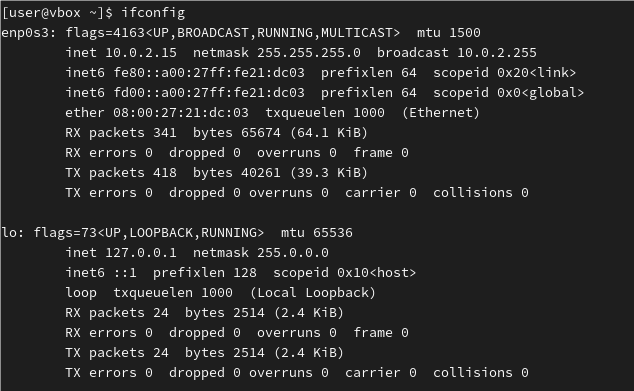 [user@vbox ~]$ ifconfig
enp0s3: flags=4163<UP,BROADCAST,RUNNING,MULTICAST>  mtu 1500
        inet 10.0.2.15  netmask 255.255.255.0  broadcast 10.0.2.255
        inet6 fe80::a00:27ff:fe21:dc03  prefixlen 64  scopeid 0x20<link>
        inet6 fd00::a00:27ff:fe21:dc03  prefixlen 64  scopeid 0x0<global>
        ether 08:00:27:21:dc:03  txqueuelen 1000  (Ethernet)
        RX packets 341  bytes 65674 (64.1 KiB)
        RX errors 0  dropped 0  overruns 0  frame 0
        TX packets 418  bytes 40261 (39.3 KiB)
        TX errors 0  dropped 0 overruns 0  carrier 0  collisions 0

lo: flags=73<UP,LOOPBACK,RUNNING>  mtu 65536
        inet 127.0.0.1  netmask 255.0.0.0
        inet6 ::1  prefixlen 128  scopeid 0x10<host>
        loop  txqueuelen 1000  (Local Loopback)
        RX packets 24  bytes 2514 (2.4 KiB)
        RX errors 0  dropped 0  overruns 0  frame 0
        TX packets 24  bytes 2514 (2.4 KiB)
        TX errors 0  dropped 0 overruns 0  carrier 0  collisions 0